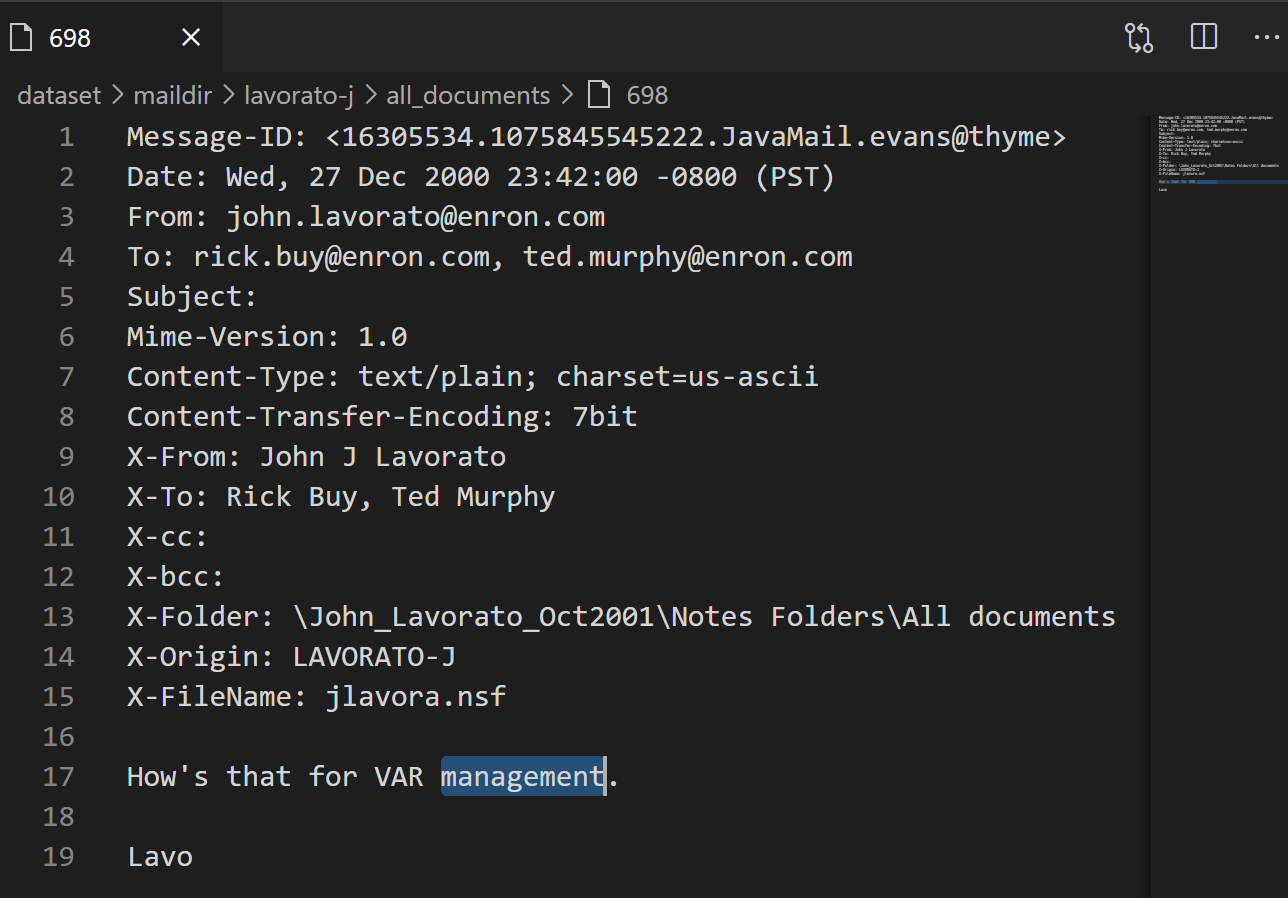 698
dataset > maildir > lavorato-j > all_documents > 698
1 Message-ID: <16305534.1075845545222.JavaMail.evans@thyme>
2 Date: Wed, 27 Dec 2000 23:42:00 -0800 (PST)
3 From: john.lavorato@enron.com
4 To: rick.buy@enron.com, ted.murphy@enron.com
5 Subject:
6 Mime-Version: 1.0
7 Content-Type: text/plain; charset=us-ascii
8 Content-Transfer-Encoding: 7bit
9 X-From: John J Lavorato
10 X-To: Rick Buy, Ted Murphy
11 X-cc:
12 X-bcc:
13 X-Folder: \John_Lavorato_Oct2001\Notes Folders\All documents
14 X-Origin: LAVORATO-J
15 X-FileName: jlavora.nsf
16
17 How's that for VAR management.
18
19 Lavo